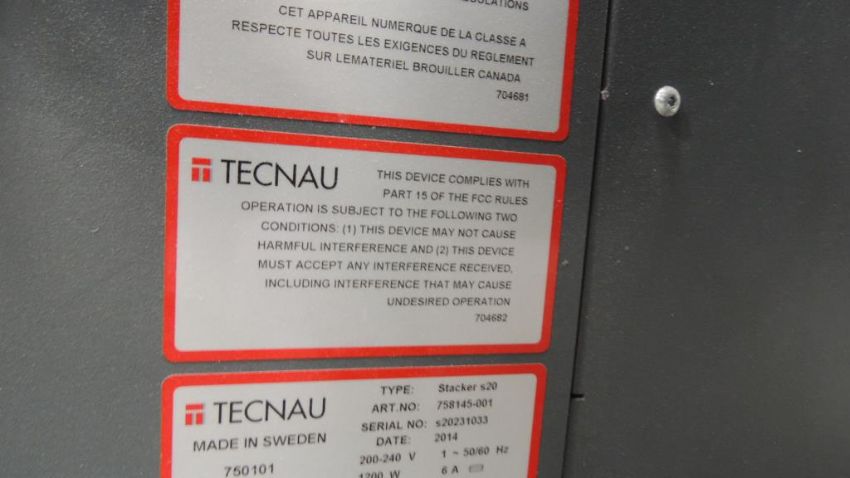 CET APPAREIL NUMERQUE DE LA CLASSE A
RESPECTE TOUTES LES EXIGENCES DU REGLEMENT
SUR LEMATERIEL BROUILLER CANADA
704681
TECNAU
THIS DEVICE COMPLIES WITH
PART 15 OF THE FCC RULES
OPERATION IS SUBJECT TO THE FOLLOWING TWO
CONDITIONS: (1) THIS DEVICE MAY NOT CAUSE
HARMFUL INTERFERENCE AND (2) THIS DEVICE
MUST ACCEPT ANY INTERFERENCE RECEIVED,
INCLUDING INTERFERENCE THAT MAY CAUSE
UNDESIRED OPERATION
704682
TECNAU
MADE IN SWEDEN
750101
TYPE: Stacker s20
ART.NO: 758145-001
SERIAL NO: s20231033
DATE: 2014
200-240 V 1 ~ 50/60 Hz
1200 W 6 A